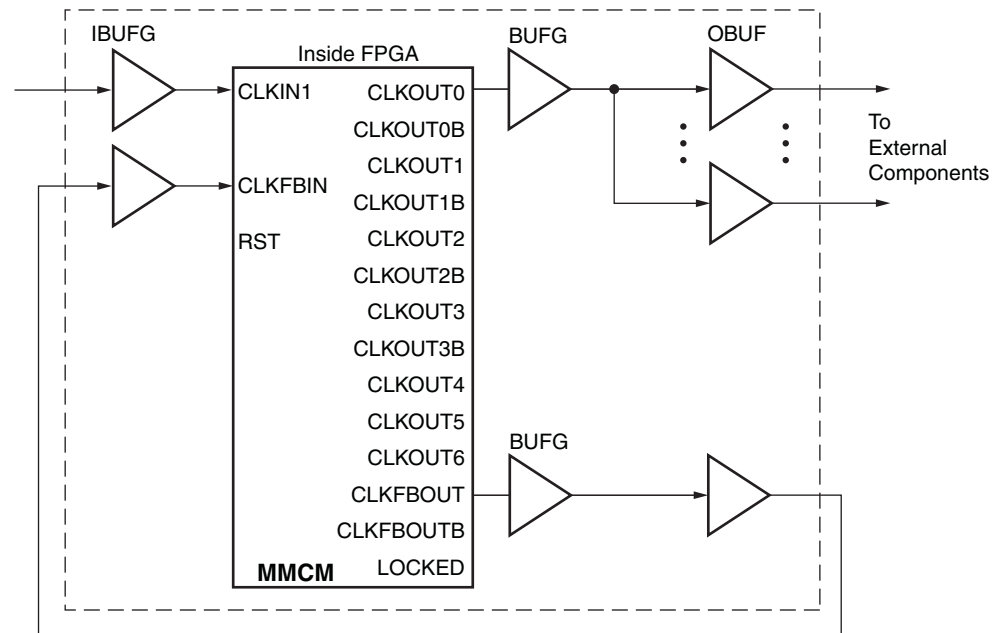 IBUFG
BUFG
OBUF
Inside FPGA
CLKIN1
CLKFBIN
RST
CLKOUT0
CLKOUT0B
CLKOUT1
CLKOUT1B
CLKOUT2
CLKOUT2B
CLKOUT3
CLKOUT3B
CLKOUT4
CLKOUT5
CLKOUT6
CLKFBOUT
CLKFBOUTB
LOCKED
MMCM
BUFG
To
External
Components